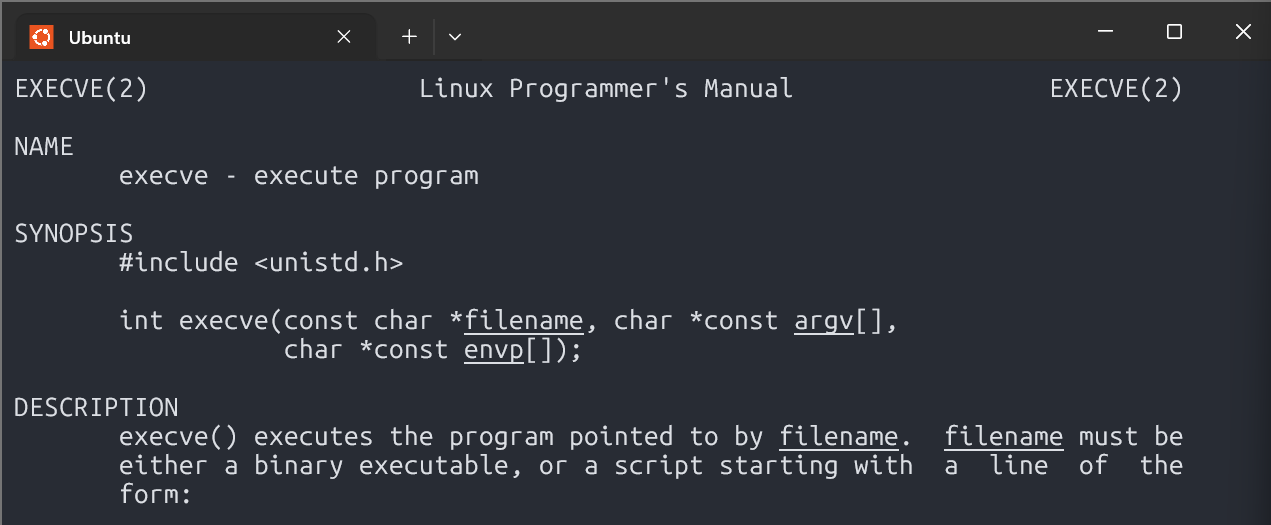 Ubuntu
EXECVE(2) Linux Programmer's Manual EXECVE(2)
NAME
execve - execute program
SYNOPSIS
#include <unistd.h>
int execve(const char *filename, char *const argv[],
char *const envp[]);
DESCRIPTION
execve() executes the program pointed to by filename. filename must be
either a binary executable, or a script starting with a line of the
form: